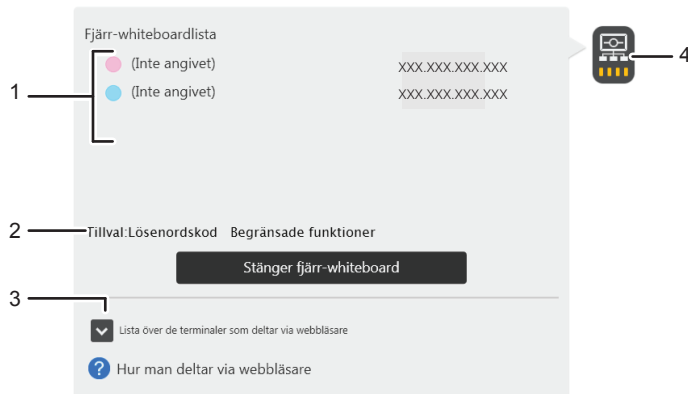 Fjärr-whiteboardlista
1
(Inte angivet) XXX.XXX.XXX.XXX
(Inte angivet) XXX.XXX.XXX.XXX
4
2
Tillval:Lösenordskod Begränsade funktioner
Stänger fjärr-whiteboard
3
Lista över de terminaler som deltar via webbläsare
? Hur man deltar via webbläsare